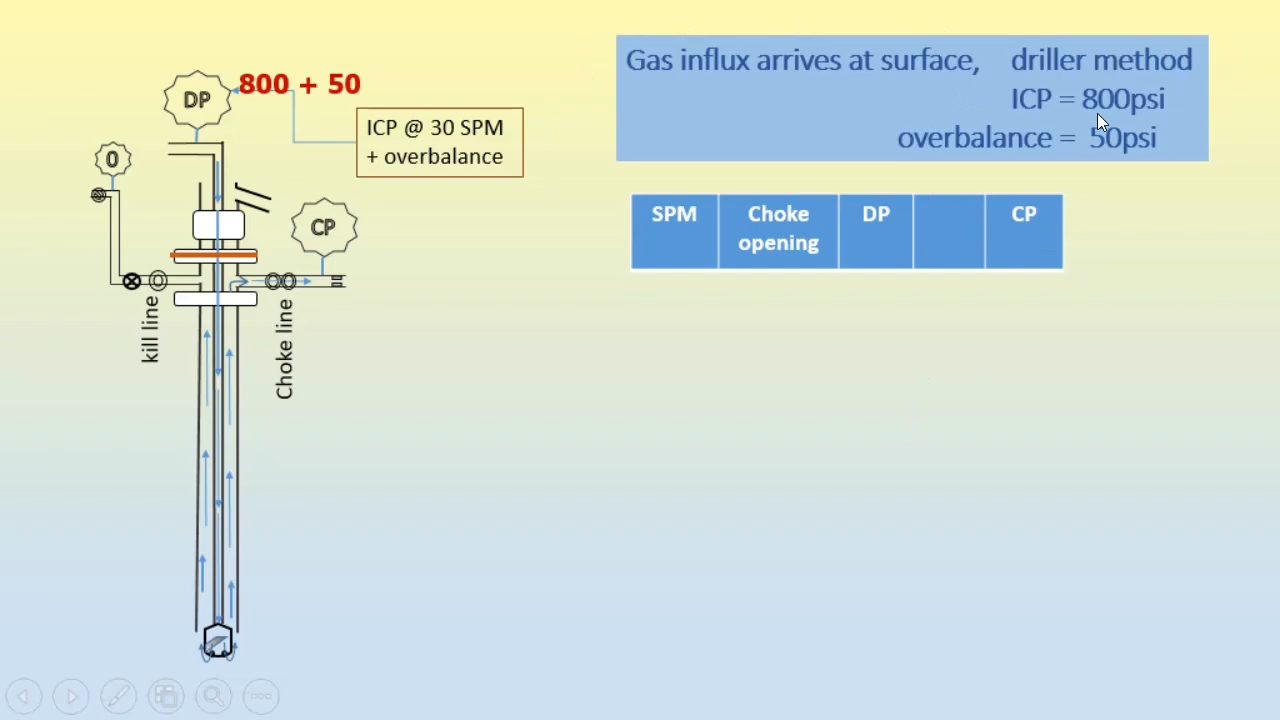 Gas influx arrives at surface, driller method
ICP = 800psi
overbalance = 50psi
DP
800 + 50
ICP @ 30 SPM
+ overbalance
0
CP
kill line
Choke line
SPM
Choke
opening
DP
CP